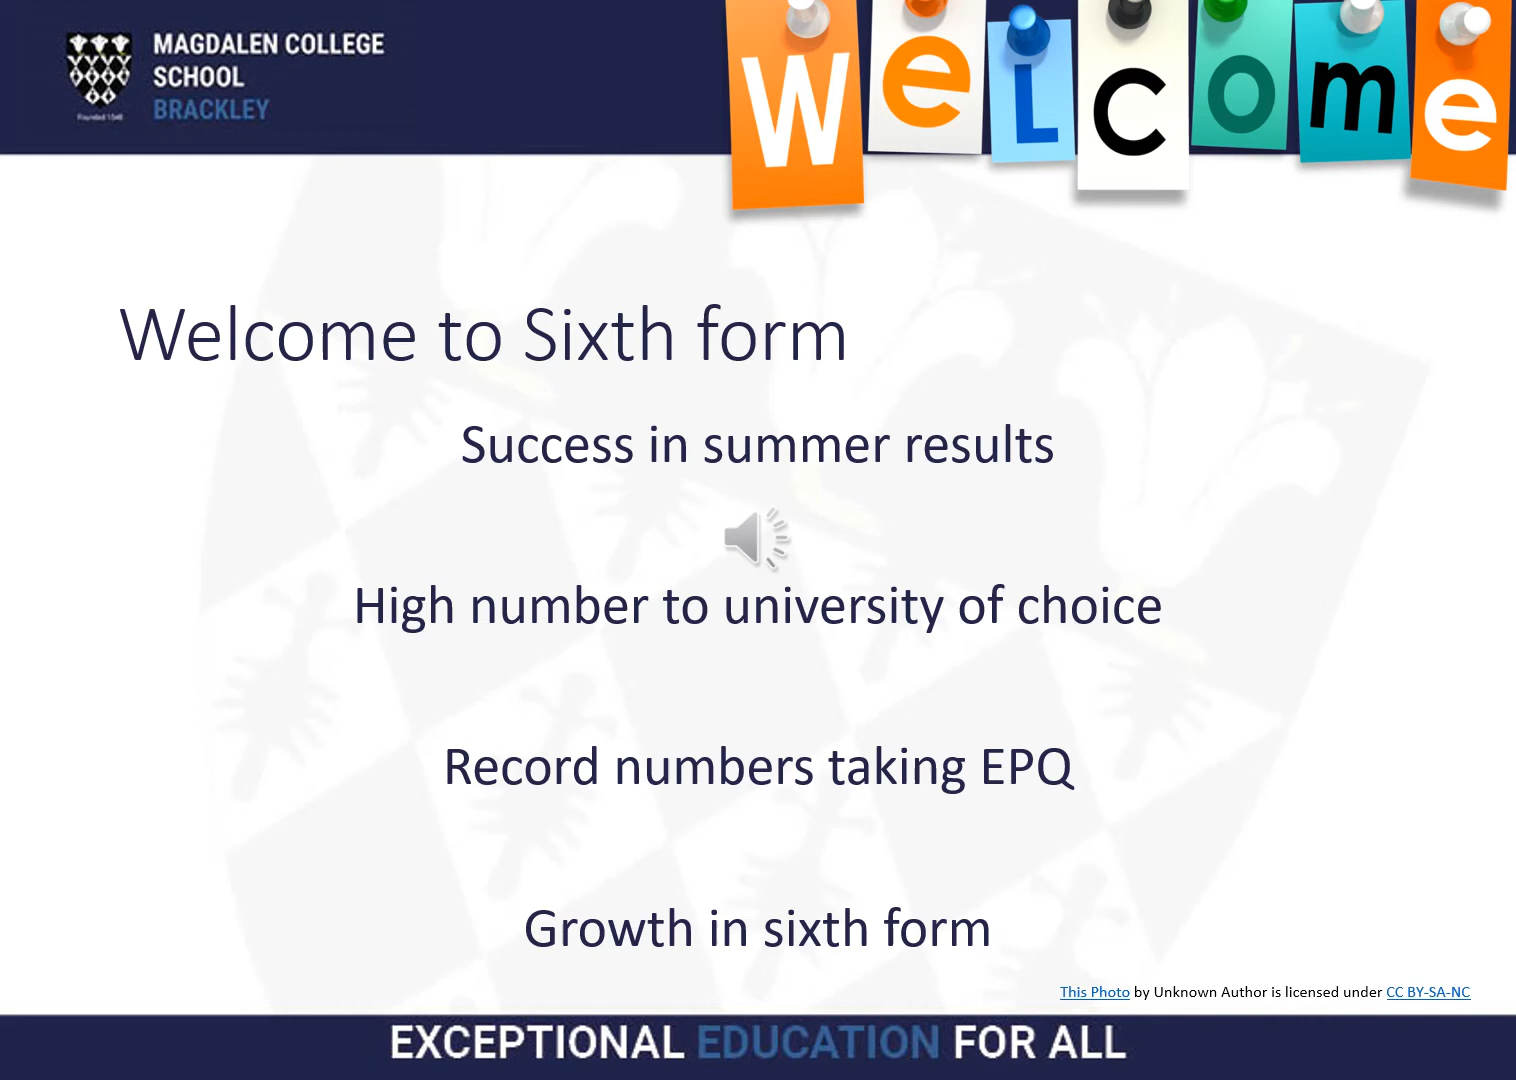 MAGDALEN COLLEGE
SCHOOL
BRACKLEY
Founded 1548
WeLcome
Welcome to Sixth form
Success in summer results
High number to university of choice
Record numbers taking EPQ
Growth in sixth form
This Photo by Unknown Author is licensed under CC BY-SA-NC
EXCEPTIONAL EDUCATION FOR ALL